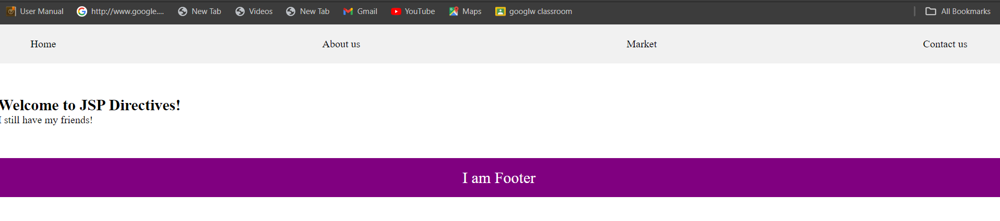 User Manual http://www.google.... New Tab Videos New Tab Gmail YouTube Maps googlw classroom All Bookmarks
Home About us Market Contact us
Welcome to JSP Directives!
I still have my friends!
I am Footer